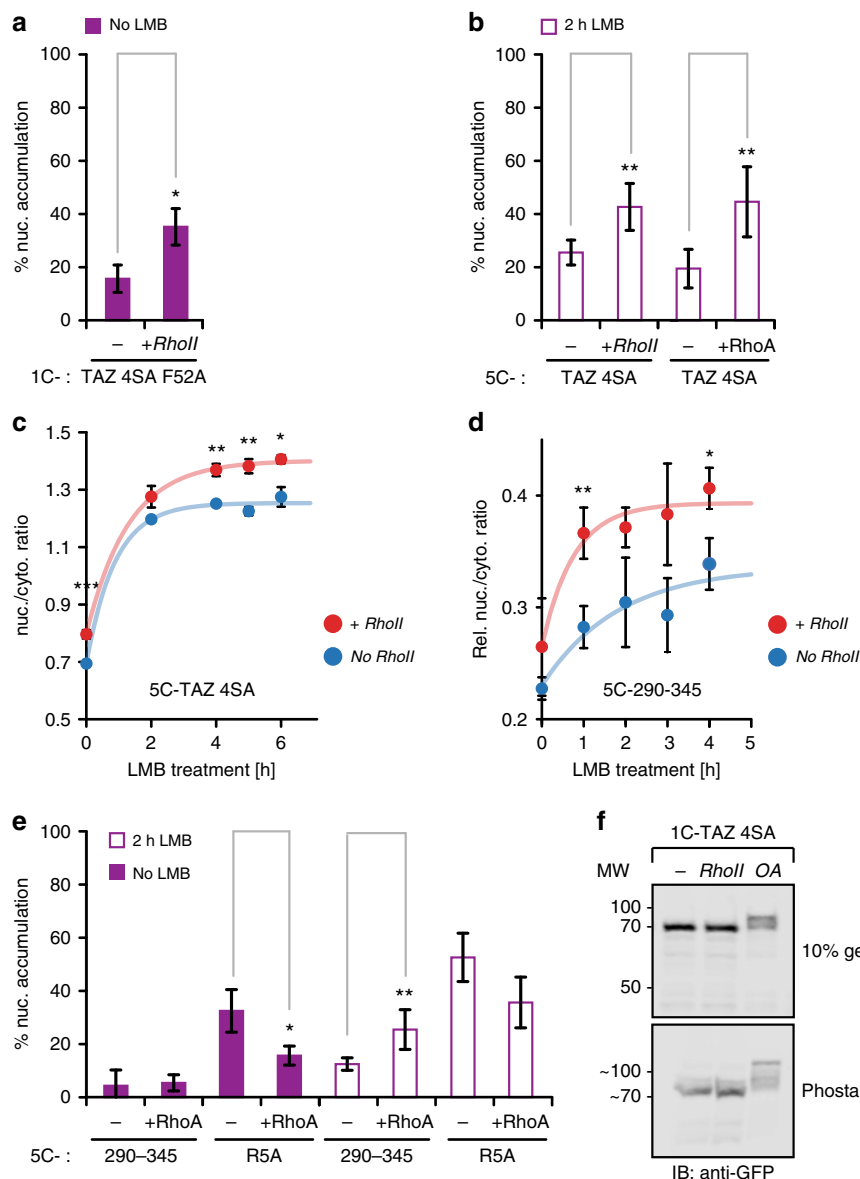 a
No LMB
100
80
60
40
20
0
% nuc. accumulation
*
– +RhoII
1C- : TAZ 4SA F52A
b
2 h LMB
100
80
60
40
20
0
% nuc. accumulation
** **
– +RhoII – +RhoA
5C- : TAZ 4SA TAZ 4SA
c
1.5
1.3
1.1
0.9
0.7
0.5
nuc./cyto. ratio
*** ** ** *
+ RhoII
No RhoII
5C-TAZ 4SA
0 2 4 6
LMB treatment [h]
d
0.4
0.3
0.2
Rel. nuc./cyto. ratio
** *
+ RhoII
No RhoII
5C-290-345
0 1 2 3 4 5
LMB treatment [h]
e
2 h LMB
No LMB
100
80
60
40
20
0
% nuc. accumulation
* **
– +RhoA – +RhoA – +RhoA – +RhoA
5C- : 290–345 R5A 290–345 R5A
f
1C-TAZ 4SA
MW – RhoII OA
100
70
50
10% ge
~100
~70
Phosta
IB: anti-GFP